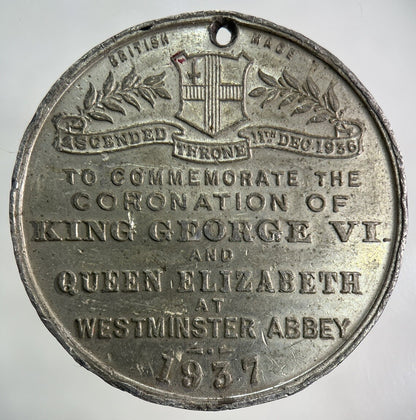 BRITISH MADE
ASCENDED THRONE 11TH DEC. 1936
TO COMMEMORATE THE
CORONATION OF
KING GEORGE VI.
AND
QUEEN ELIZABETH
AT
WESTMINSTER ABBEY
1937